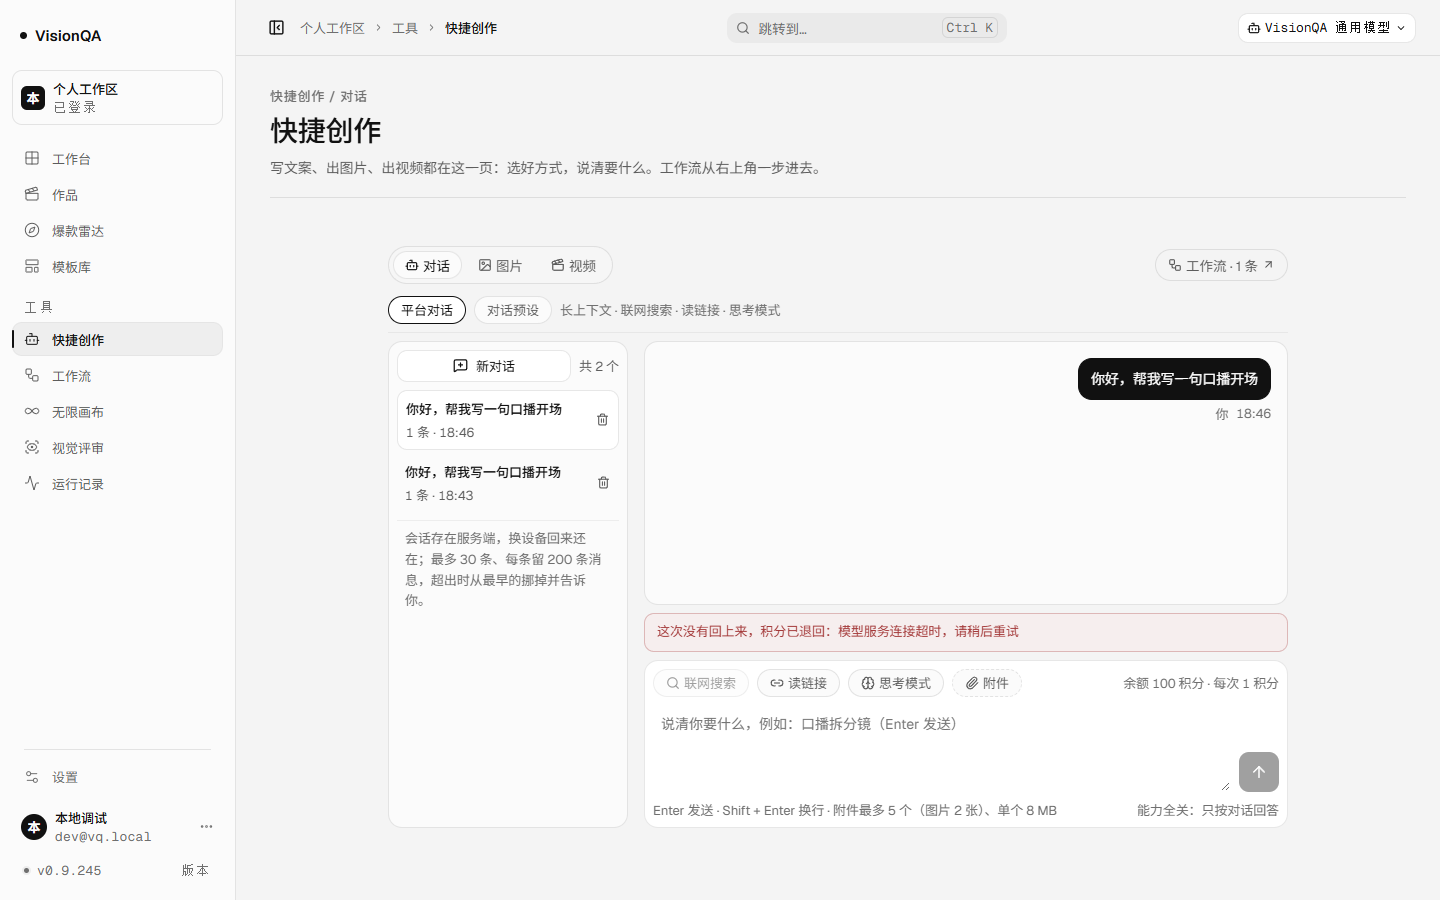 VisionQA
本
个人工作区
已登录
工作台
作品
爆款雷达
模板库
工具
快捷创作
工作流
无限画布
视觉评审
运行记录
设置
本
本地调试
dev@vq.local
v0.9.245
版本
个人工作区 > 工具 > 快捷创作
跳转到...
Ctrl K
VisionQA 通用模型
快捷创作 / 对话
快捷创作
写文案、出图片、出视频都在这一页：选好方式，说清要什么。工作流从右上角一步进去。
对话
图片
视频
工作流 · 1 条
平台对话
对话预设
长上下文 · 联网搜索 · 读链接 · 思考模式
新对话
共 2 个
你好，帮我写一句口播开场
1 条 · 18:46
你好，帮我写一句口播开场
1 条 · 18:43
会话存在服务端，换设备回来还
在；最多 30 条、每条留 200 条消
息，超出时从最早的挪掉并告诉
你。
你好，帮我写一句口播开场
你 18:46
这次没有回上来，积分已退回：模型服务连接超时，请稍后重试
联网搜索
读链接
思考模式
附件
余额 100 积分 · 每次 1 积分
说清你要什么，例如：口播拆分镜（Enter 发送）
Enter 发送 · Shift + Enter 换行 · 附件最多 5 个（图片 2 张）、单个 8 MB
能力全关：只按对话回答